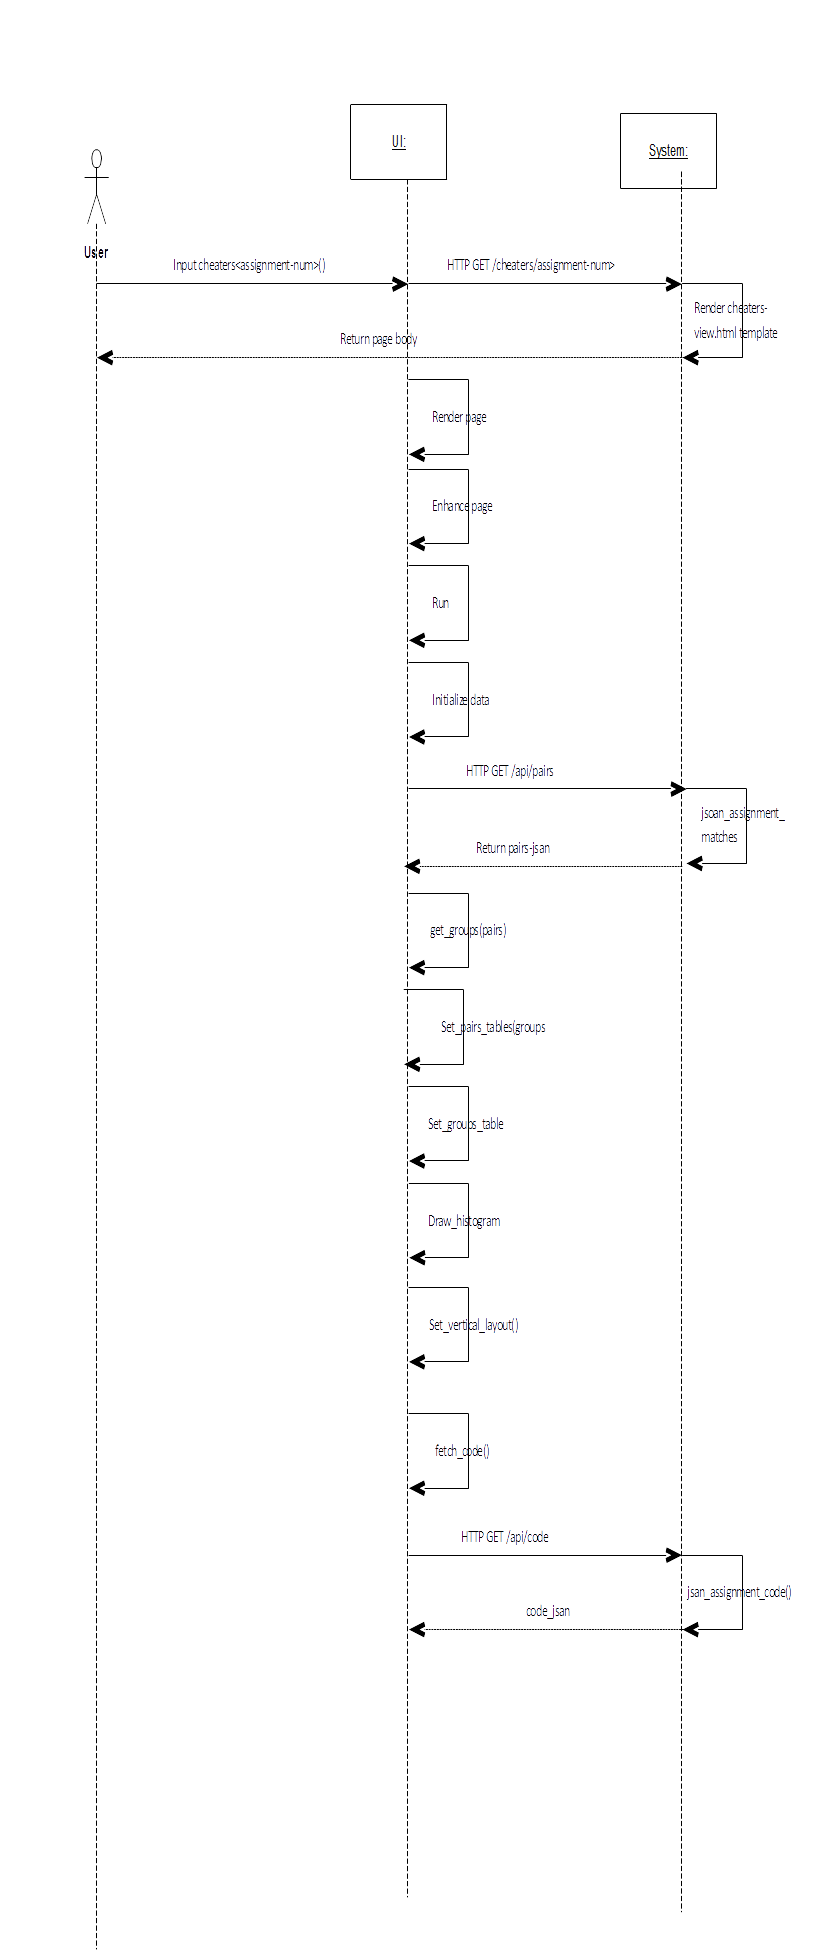 UI:
System:
User
Input cheaters<assignment-num>()
HTTP GET /cheaters/assignment-num>
Render cheaters-
view.html template
Return page body
Render page
Enhance page
Run
Initialize data
HTTP GET /api/pairs
jsoan_assignment_
matches
Return pairs-jsan
get_groups(pairs)
Set_pairs_tables(groups
Set_groups_table
Draw_histogram
Set_vertical_layout()
fetch_code()
HTTP GET /api/code
jsan_assignment_code()
code_jsan